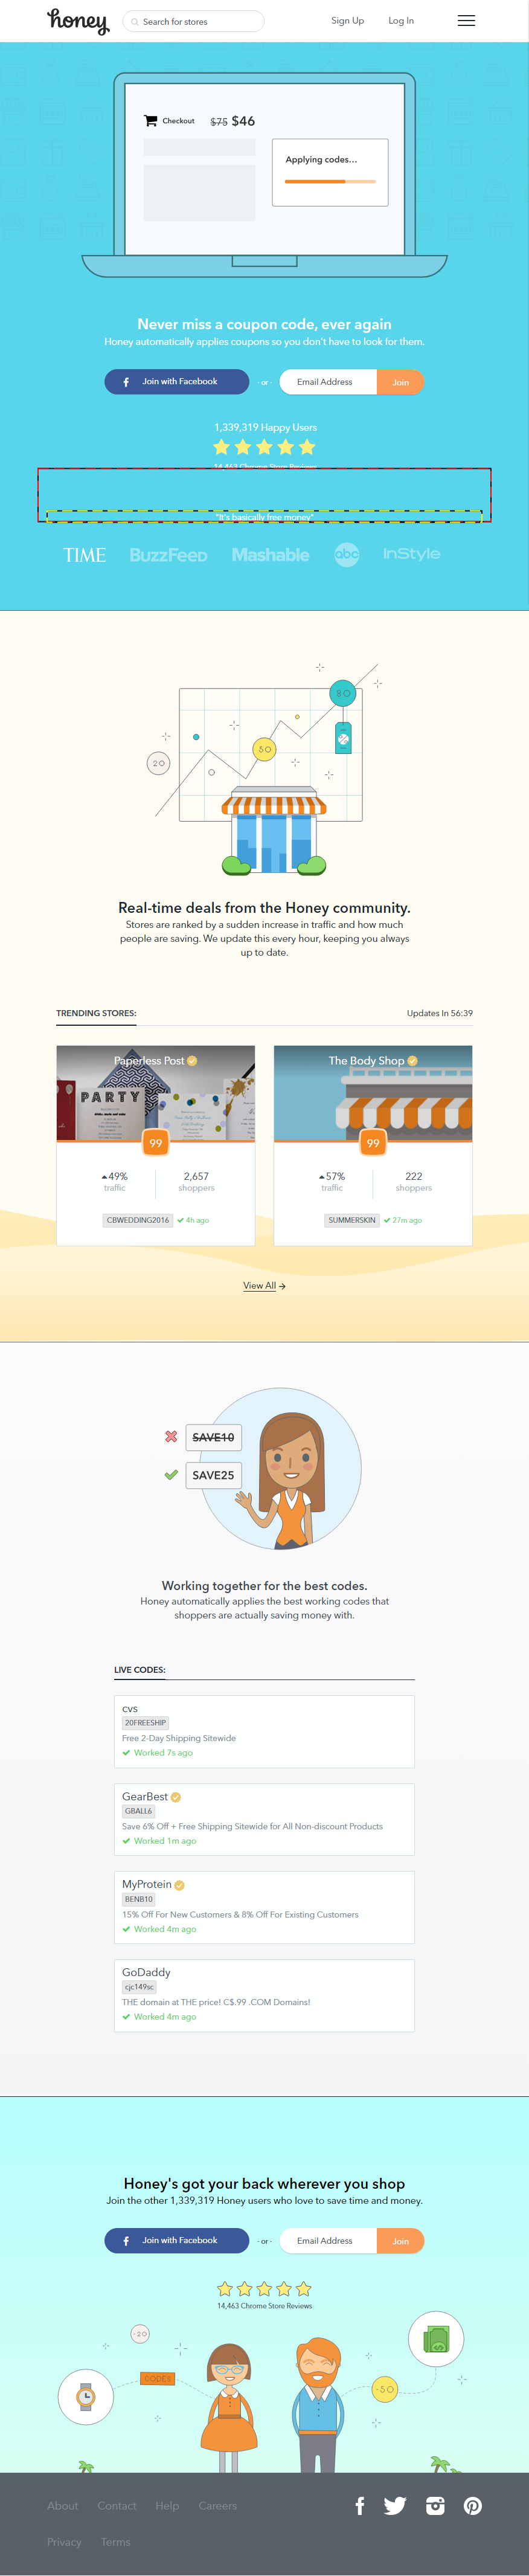 honey
Search for stores
Sign Up
Log In
Checkout $75 $46
Applying codes...
Never miss a coupon code, ever again
Honey automatically applies coupons so you don't have to look for them.
Join with Facebook
- or -
Email Address
Join
1,339,319 Happy Users
14,463 Chrome Store Reviews
"It's basically free money"
TIME BuzzFeed Mashable abc InStyle
80
50
20
Real-time deals from the Honey community.
Stores are ranked by a sudden increase in traffic and how much
people are saving. We update this every hour, keeping you always
up to date.
TRENDING STORES:
Updates In 56:39
Paperless Post
PARTY
99
49%
traffic
2,657
shoppers
CBWEDDING2016 4h ago
The Body Shop
99
57%
traffic
222
shoppers
SUMMERSKIN 27m ago
View All
SAVE10
SAVE25
Working together for the best codes.
Honey automatically applies the best working codes that
shoppers are actually saving money with.
LIVE CODES:
CVS
20FREESHIP
Free 2-Day Shipping Sitewide
Worked 7s ago
GearBest
GBALL6
Save 6% Off + Free Shipping Sitewide for All Non-discount Products
Worked 1m ago
MyProtein
BENB10
15% Off For New Customers & 8% Off For Existing Customers
Worked 4m ago
GoDaddy
cjc149sc
THE domain at THE price! C$.99 .COM Domains!
Worked 4m ago
Honey's got your back wherever you shop
Join the other 1,339,319 Honey users who love to save time and money.
Join with Facebook
- or -
Email Address
Join
14,463 Chrome Store Reviews
-20
CODES
-50
About Contact Help Careers
Privacy Terms